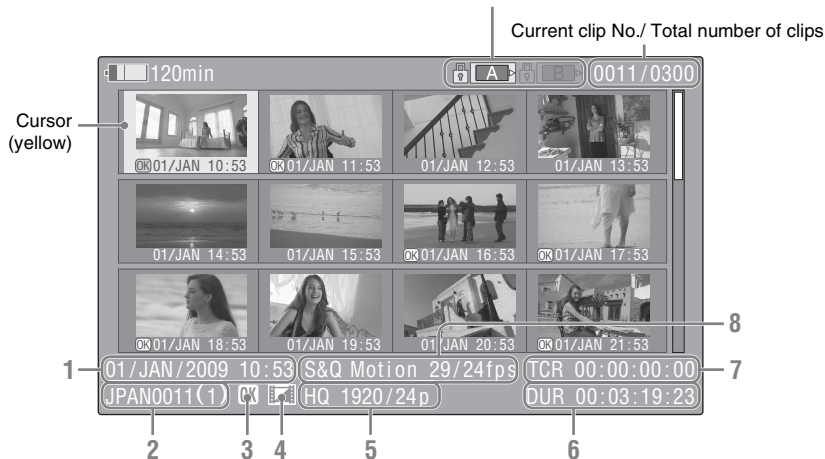 Current clip No./ Total number of clips
120min
A
B
0011/0300
Cursor
(yellow)
OK 01/JAN 10:53
OK 01/JAN 11:53
01/JAN 12:53
01/JAN 13:53
01/JAN 14:53
01/JAN 15:53
OK 01/JAN 16:53
OK 01/JAN 17:53
OK 01/JAN 18:53
01/JAN 19:53
01/JAN 20:53
OK 01/JAN 21:53
8
1
01/JAN/2009 10:53
S&Q Motion 29/24fps
TCR 00:00:00:00
7
JPAN0011(1)
OK
HQ 1920/24p
DUR 00:03:19:23
2
3
4
5
6